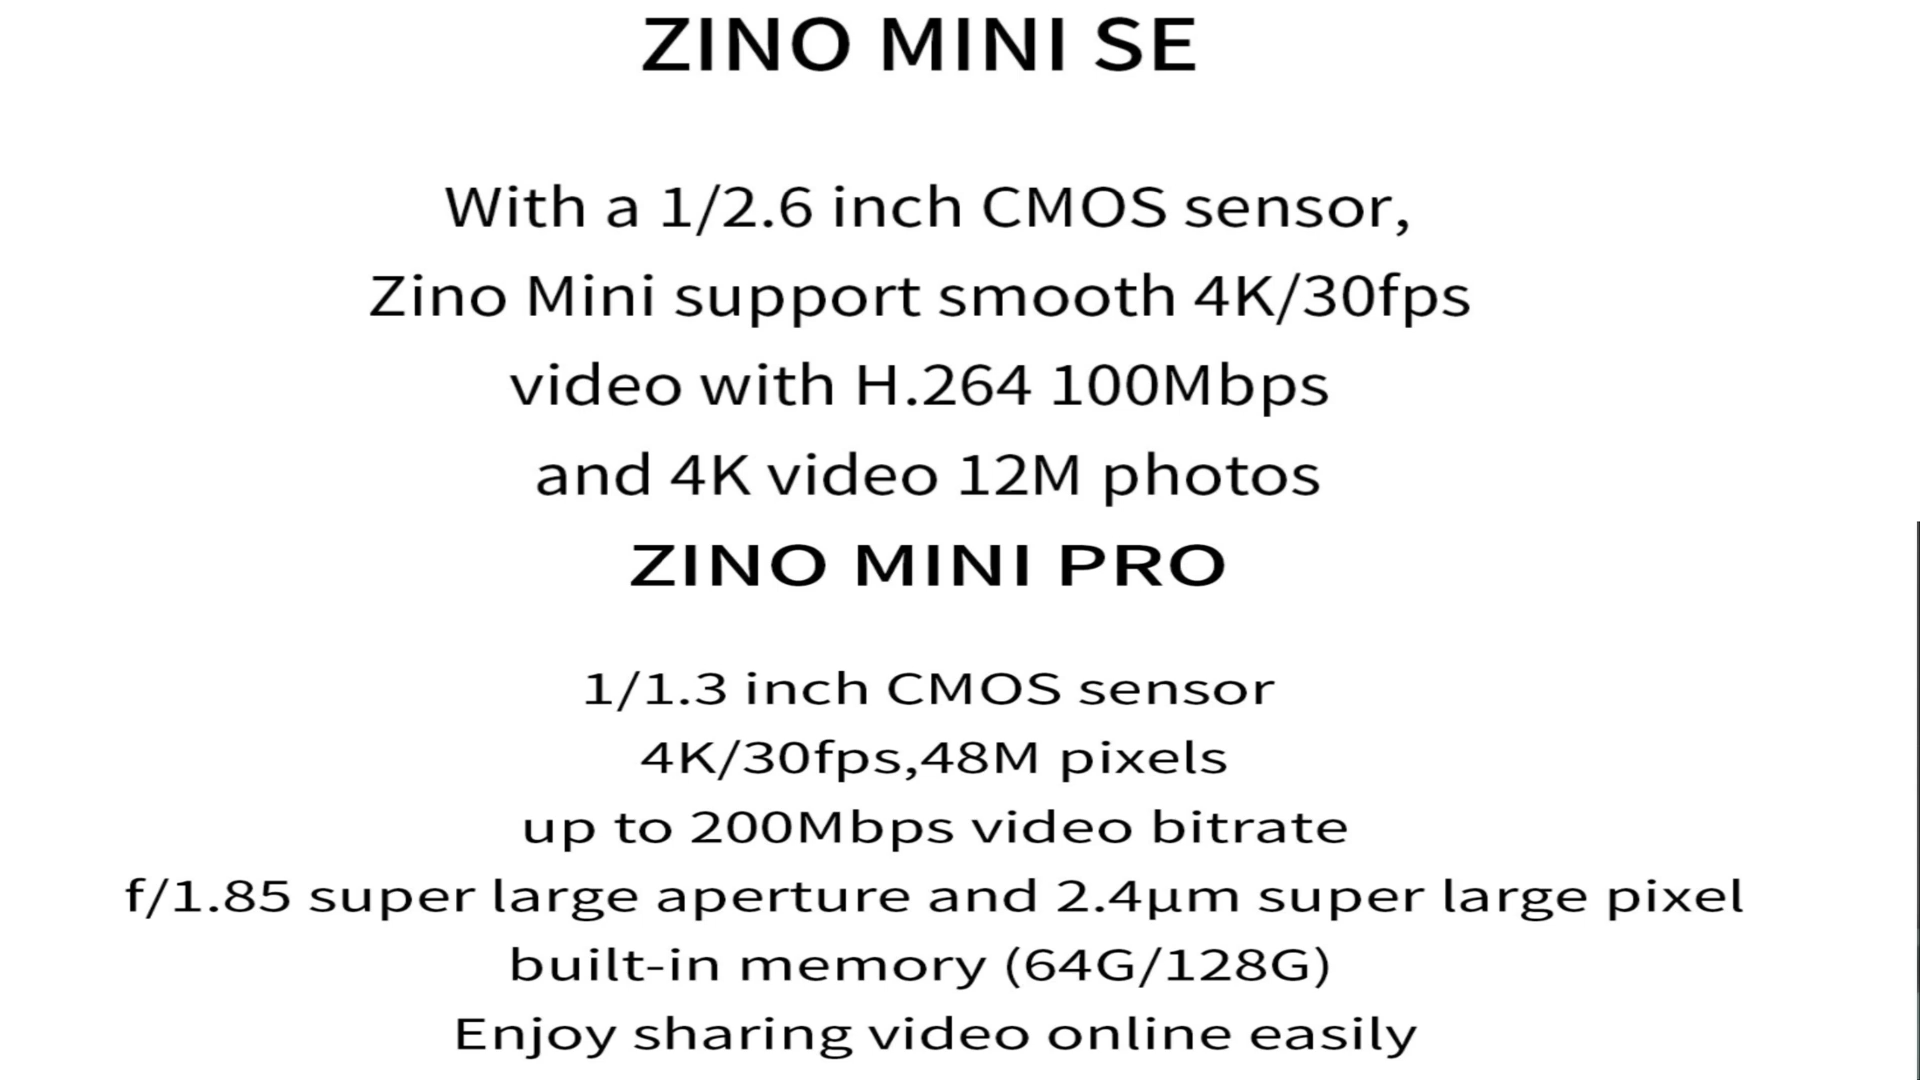 ZINO MINI SE
With a 1/2.6 inch CMOS sensor,
Zino Mini support smooth 4K/30fps
video with H.264 100Mbps
and 4K video 12M photos
ZINO MINI PRO
1/1.3 inch CMOS sensor
4K/30fps,48M pixels
up to 200Mbps video bitrate
f/1.85 super large aperture and 2.4μm super large pixel
built-in memory (64G/128G)
Enjoy sharing video online easily